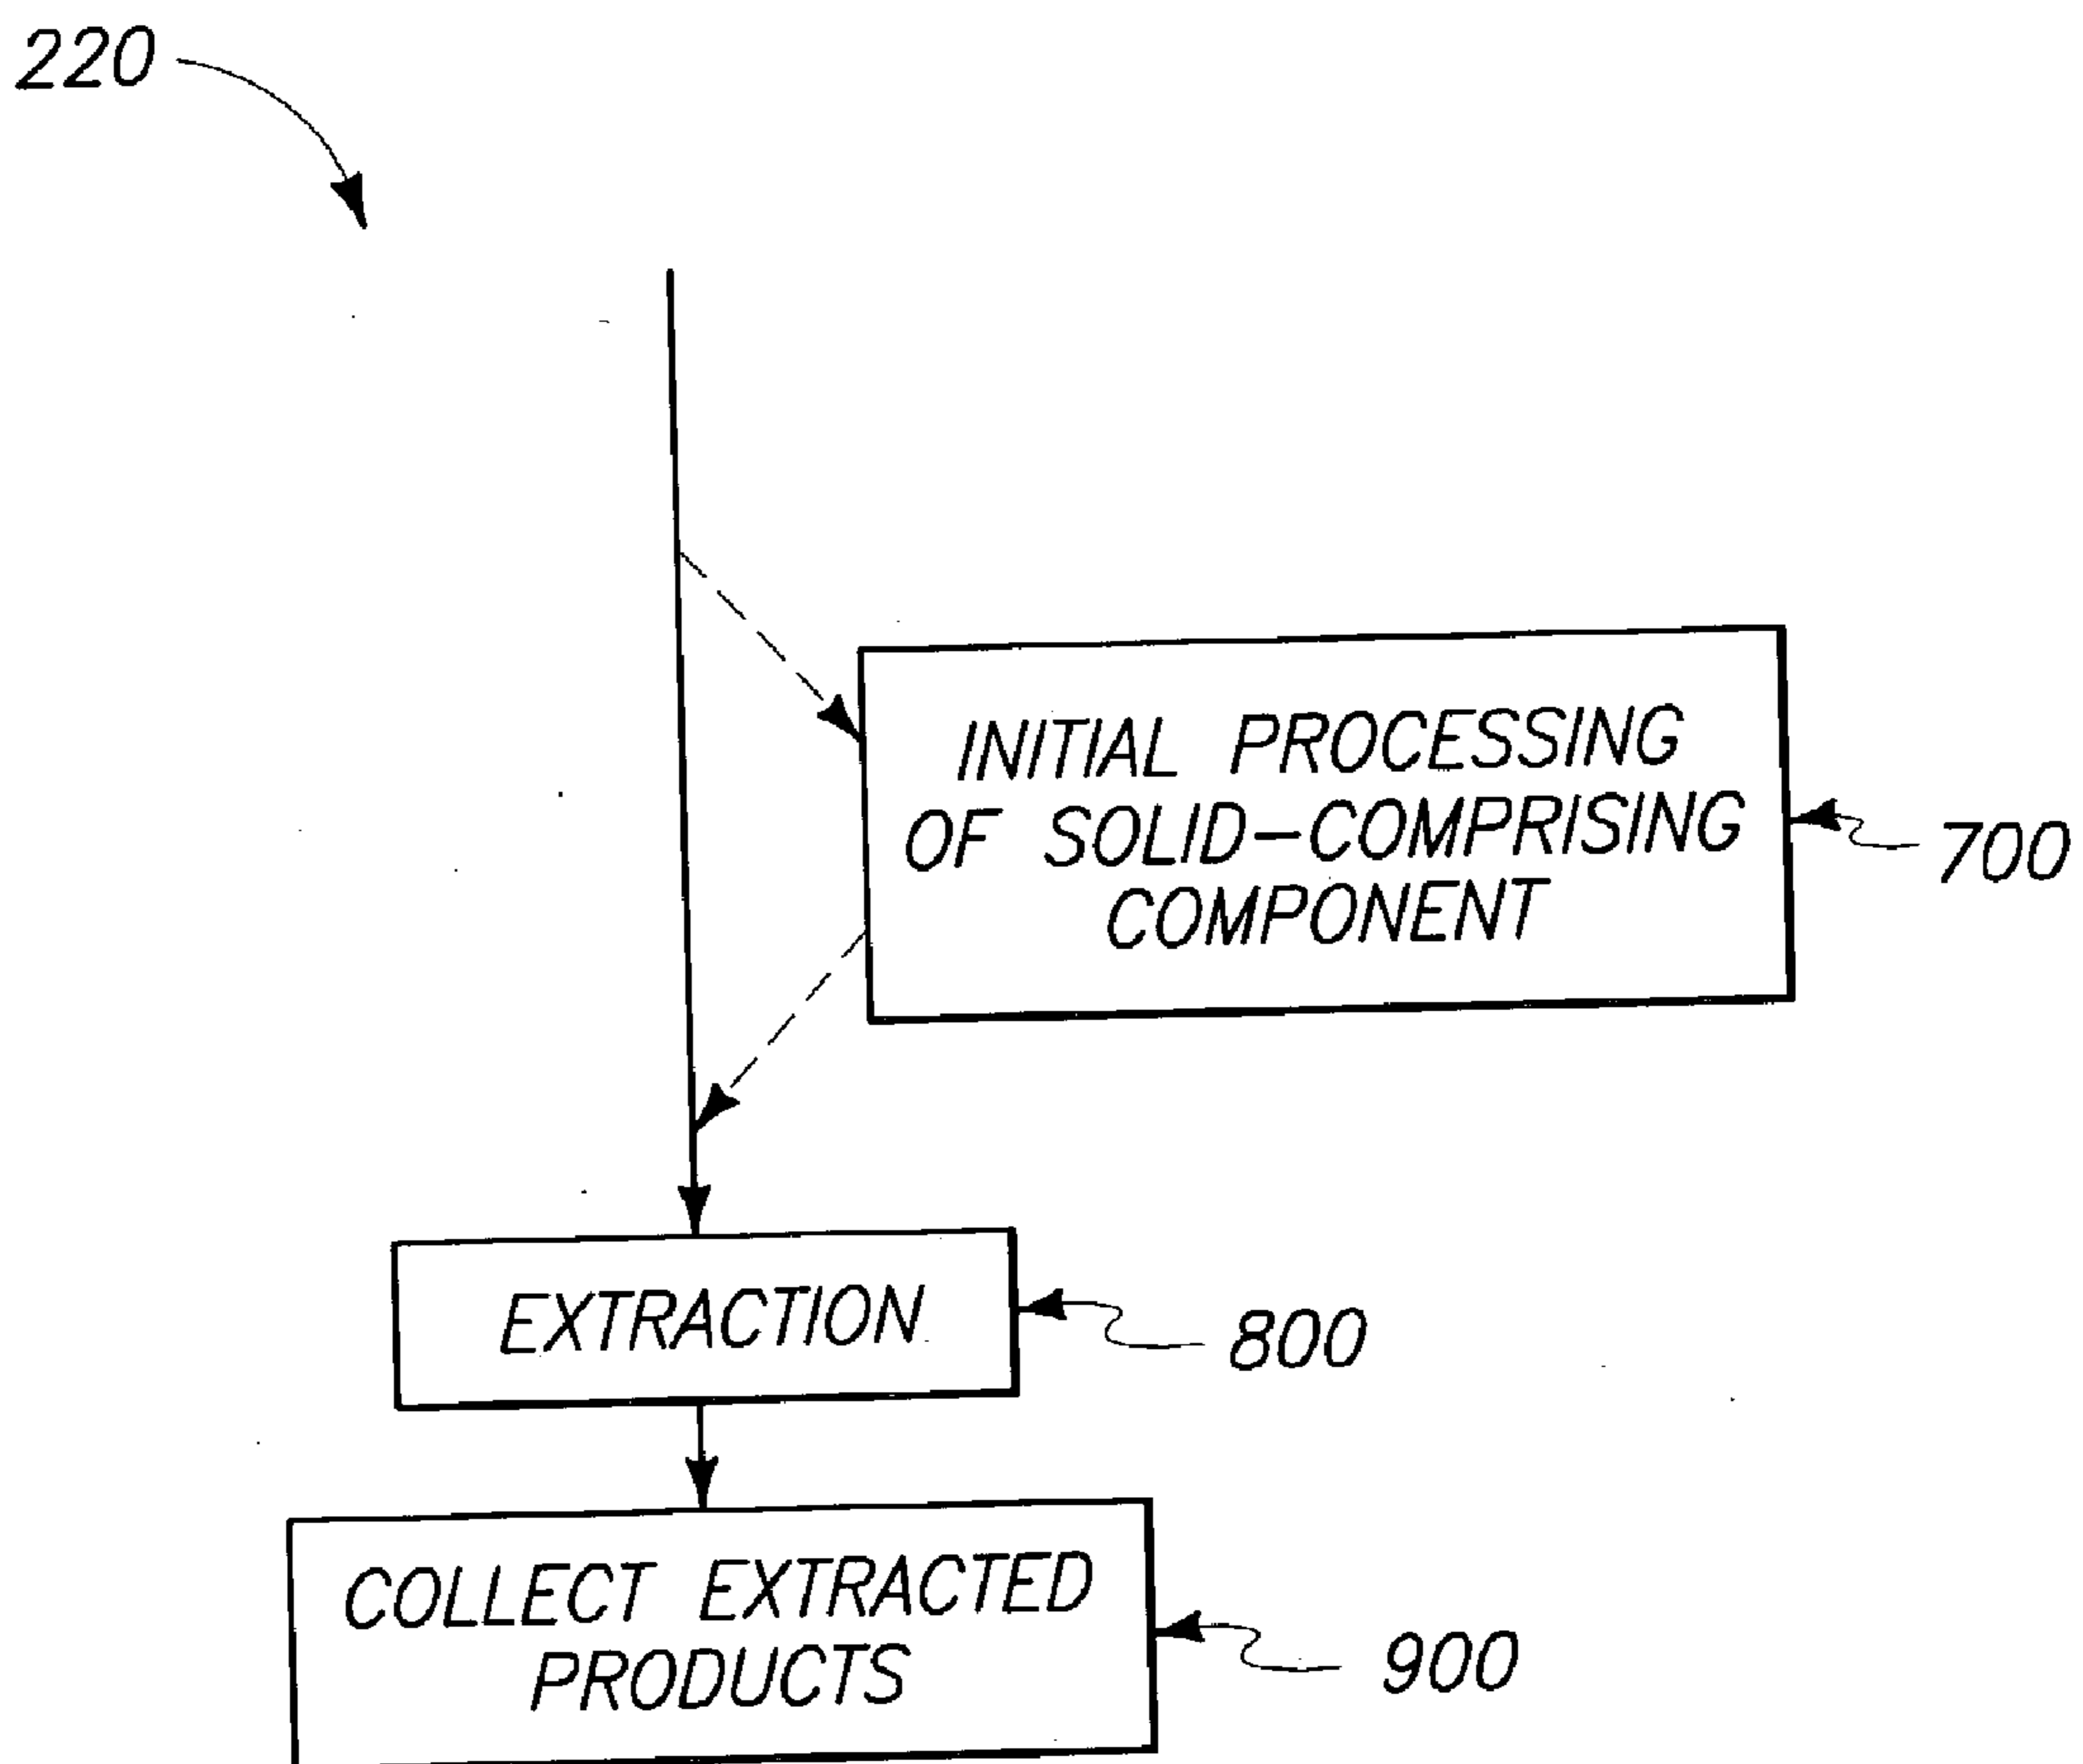 220
INITIAL PROCESSING
OF SOLID-COMPRISING
COMPONENT
700
EXTRACTION
800
COLLECT EXTRACTED
PRODUCTS
900